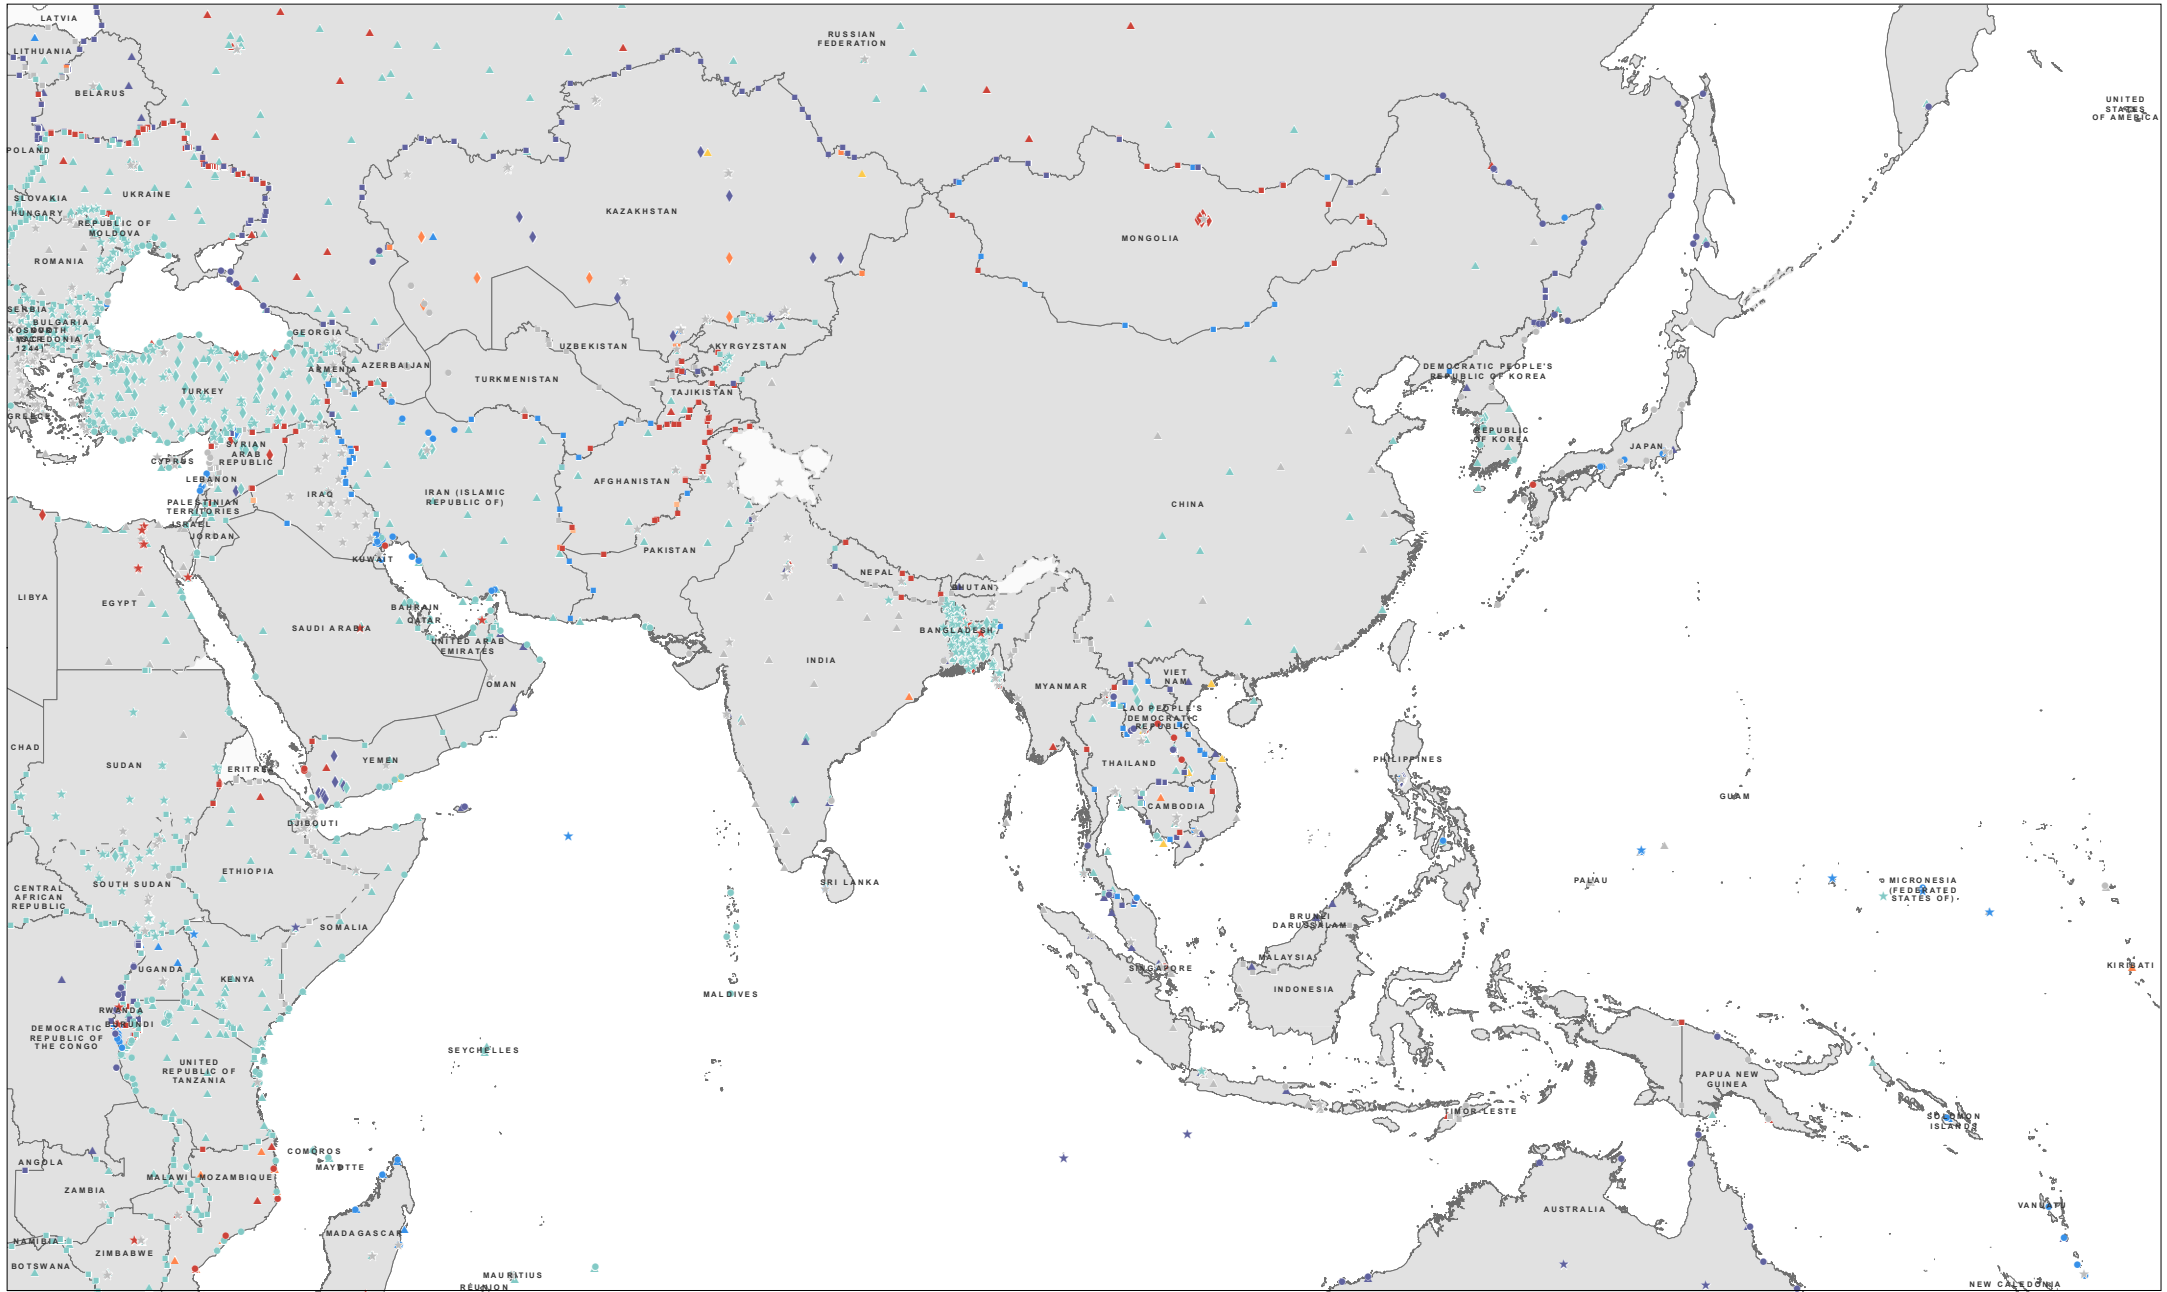 LATVIA
LITHUANIA
BELARUS
POLAND
UKRAINE
SLOVAKIA
HUNGARY
REPUBLIC OF
MOLDOVA
ROMANIA
SERBIA
BULGARIA
MACEDONIA
1244
GREECE
TURKEY
CYPRUS
LEBANON
SYRIAN
ARAB
REPUBLIC
PALESTINIAN
TERRITORIES
ISRAEL
JORDAN
IRAQ
KUWAIT
GEORGIA
ARMENIA
AZERBAIJAN
RUSSIAN
FEDERATION
KAZAKHSTAN
UZBEKISTAN
TURKMENISTAN
KYRGYZSTAN
TAJIKISTAN
AFGHANISTAN
IRAN (ISLAMIC
REPUBLIC OF)
PAKISTAN
MONGOLIA
CHINA
DEMOCRATIC PEOPLE'S
REPUBLIC OF KOREA
REPUBLIC
OF KOREA
JAPAN
UNITED
STATES
OF AMERICA
LIBYA
EGYPT
SAUDI ARABIA
BAHRAIN
QATAR
UNITED ARAB
EMIRATES
OMAN
YEMEN
CHAD
SUDAN
ERITREA
DJIBOUTI
ETHIOPIA
SOUTH SUDAN
CENTRAL
AFRICAN
REPUBLIC
SOMALIA
UGANDA
KENYA
RWANDA
BURUNDI
DEMOCRATIC
REPUBLIC OF
THE CONGO
UNITED
REPUBLIC OF
TANZANIA
ANGOLA
ZAMBIA
MALAWI
MOZAMBIQUE
COMOROS
MAYOTTE
NAMIBIA
ZIMBABWE
BOTSWANA
MADAGASCAR
MAURITIUS
RÉUNION
SEYCHELLES
MALDIVES
NEPAL
BHUTAN
BANGLADESH
INDIA
SRI LANKA
MYANMAR
VIET
NAM
LAO PEOPLE'S
DEMOCRATIC
REPUBLIC
THAILAND
CAMBODIA
PHILIPPINES
GUAM
PALAU
MICRONESIA
(FEDERATED
STATES OF)
KIRIBATI
BRUNEI
DARUSSALAM
MALAYSIA
SINGAPORE
INDONESIA
TIMOR-LESTE
PAPUA NEW
GUINEA
SOLOMON
ISLANDS
VANUATU
NEW CALEDONIA
AUSTRALIA